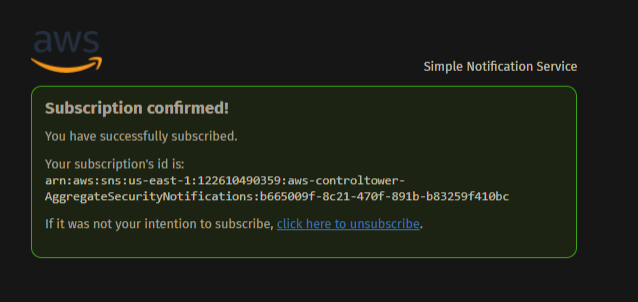 aws
Simple Notification Service
Subscription confirmed!
You have successfully subscribed.
Your subscription's id is:
arn:aws:sns:us-east-1:122610490359:aws-controltower-
AggregateSecurityNotifications:b665009f-8c21-470f-891b-b83259f410bc
If it was not your intention to subscribe, click here to unsubscribe.